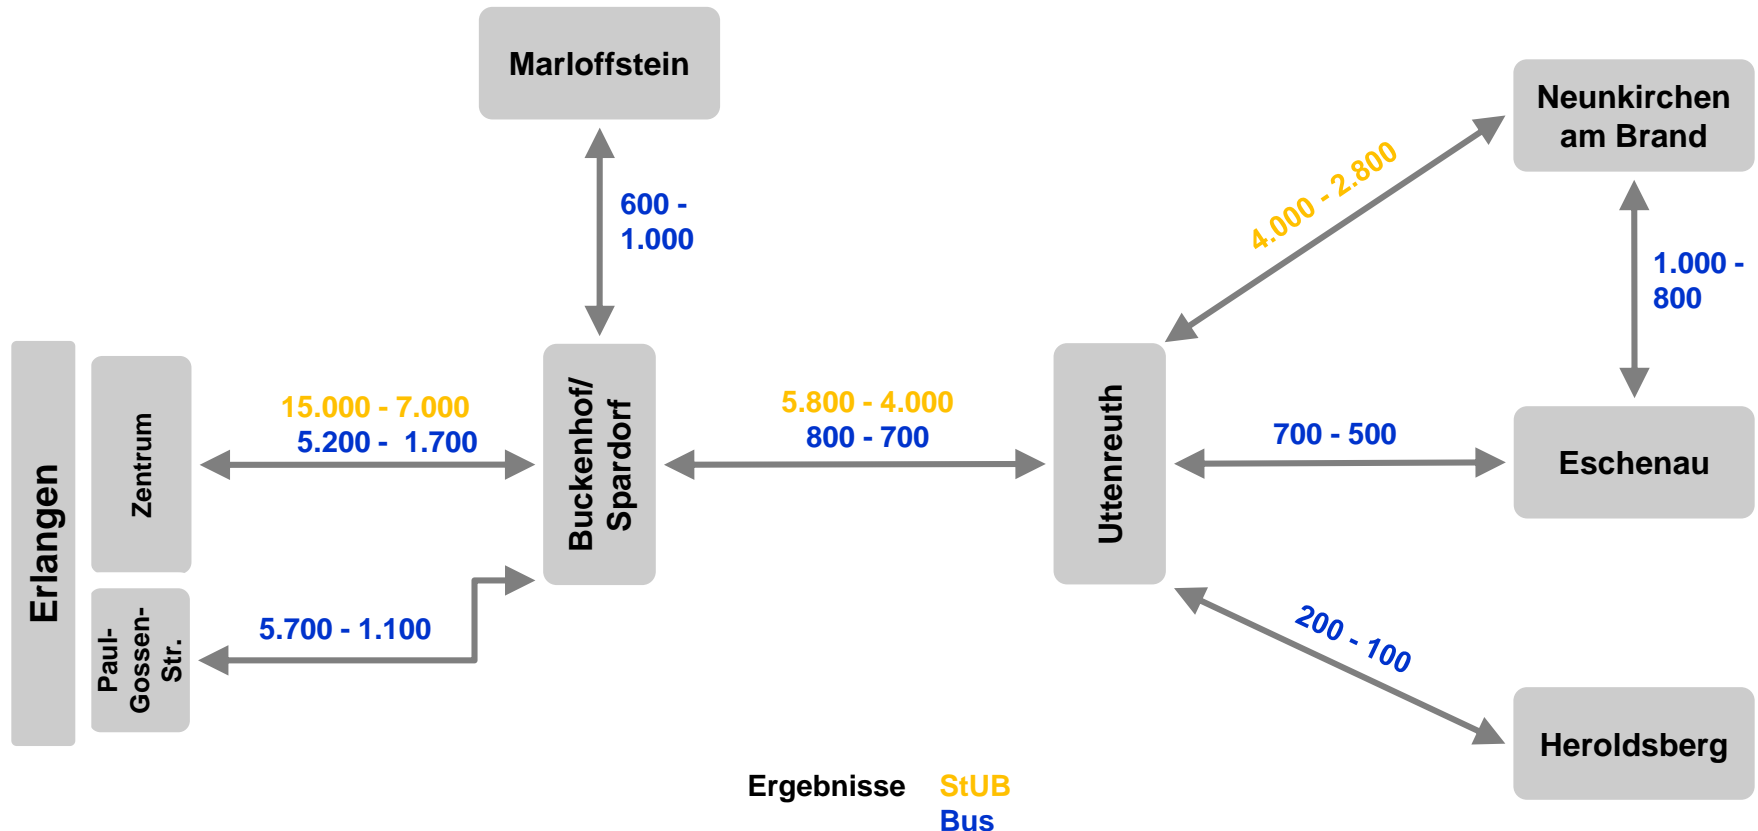 Marloffstein
Neunkirchen
am Brand
4.000 - 2.800
600 -
1.000
1.000 -
800
Erlangen
Zentrum
15.000 - 7.000
5.200 -  1.700
Buckenhof/
Spardorf
5.800 - 4.000
800 - 700
Uttenreuth
700 - 500
Eschenau
Paul-
Gossen-
Str.
5.700 - 1.100
200 - 100
Heroldsberg
Ergebnisse StUB
Bus